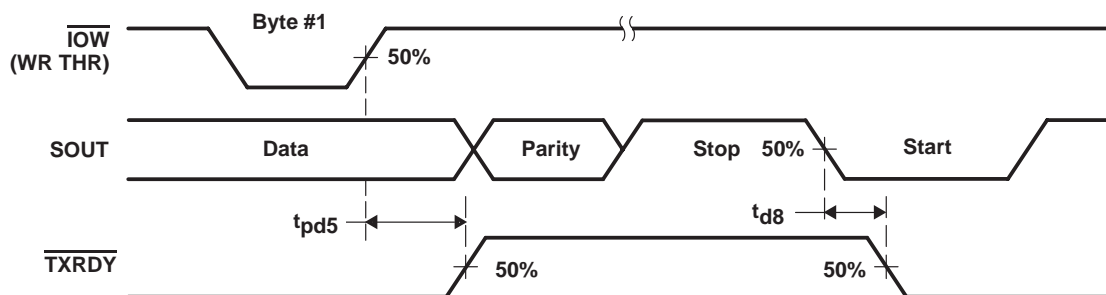 IOW
(WR THR)
Byte #1
50%
SOUT
Data
Parity
Stop
50%
Start
tpd5
td8
TXRDY
50%
50%